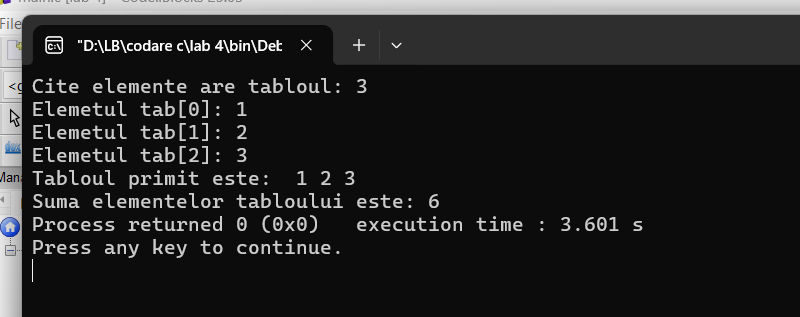 File
"D:\LB\codare c\lab 4\bin\Deb
Cite elemente are tabloul: 3
Elemetul tab[0]: 1
Elemetul tab[1]: 2
Elemetul tab[2]: 3
Tabloul primit este:  1 2 3
Suma elementelor tabloului este: 6
Process returned 0 (0x0)   execution time : 3.601 s
Press any key to continue.